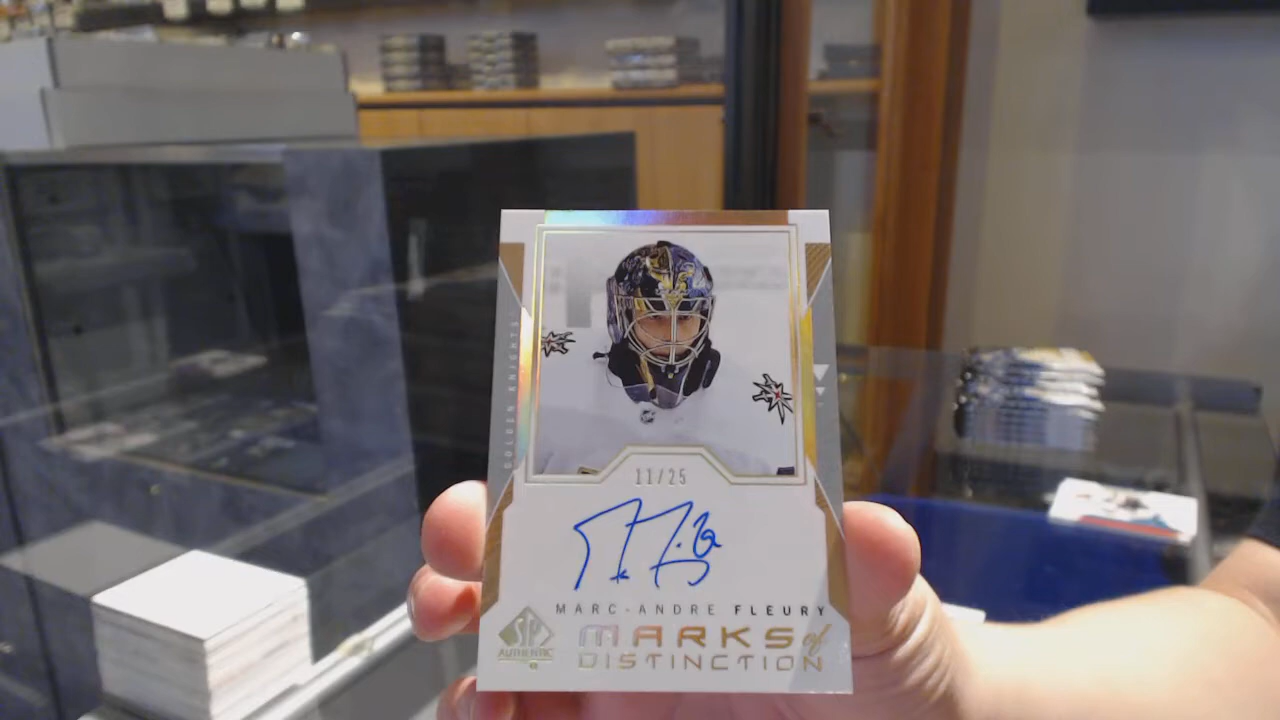 GOLDEN KNIGHTS
11/25
MARC-ANDRE FLEURY
SP
AUTHENTIC
MARKS of
DISTINCTION